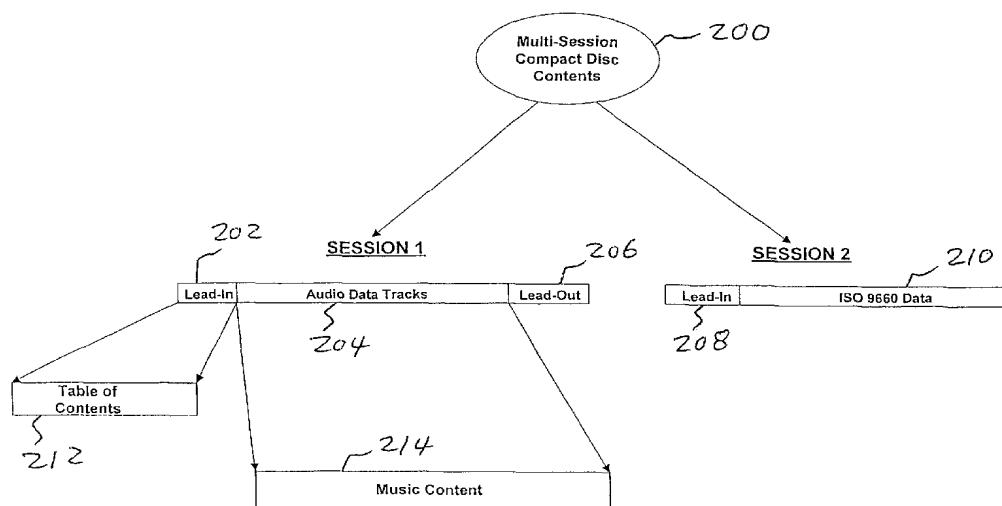 Multi-Session
Compact Disc
Contents
200
202
SESSION 1
206
SESSION 2
210
Lead-In
Audio Data Tracks
Lead-Out
Lead-In
ISO 9660 Data
204
208
Table of
Contents
212
214
Music Content